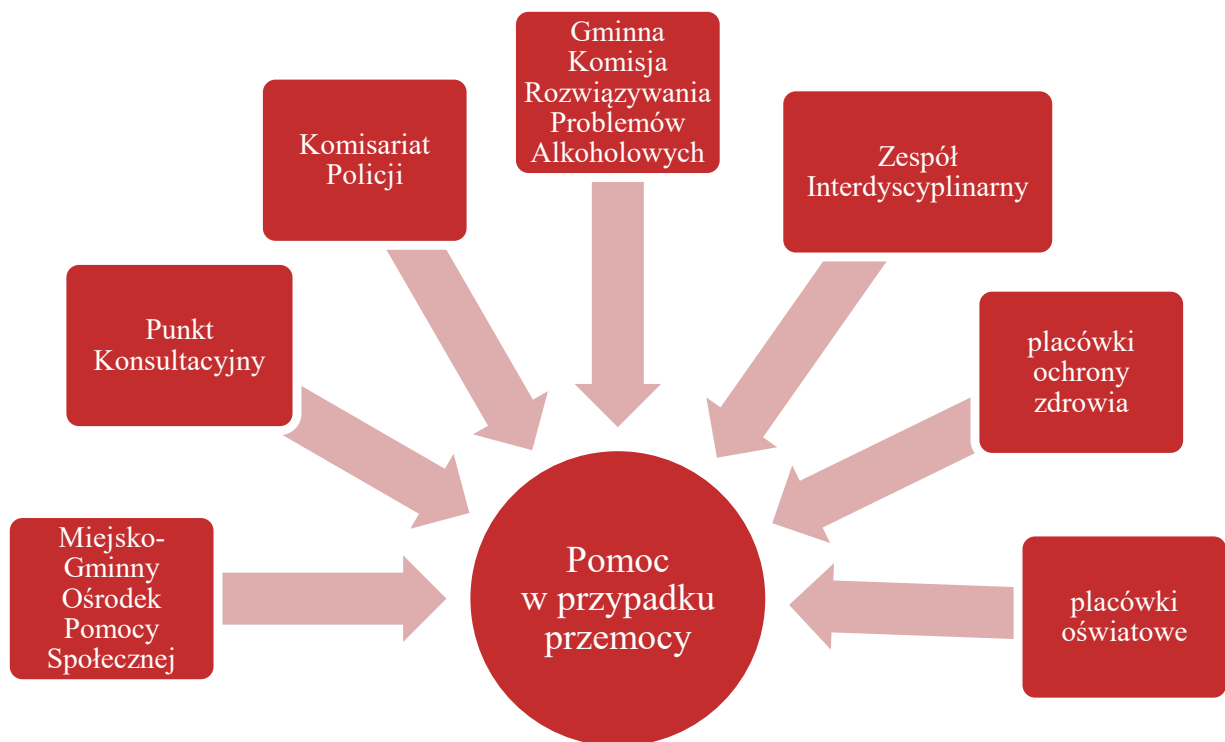 Gminna
Komisja
Rozwiązywania
Problemów
Alkoholowych
Komisariat
Policji
Zespół
Interdyscyplinarny
Punkt
Konsultacyjny
placówki
ochrony
zdrowia
Miejsko-
Gminny
Ośrodek
Pomocy
Społecznej
Pomoc
w przypadku
przemocy
placówki
oświatowe